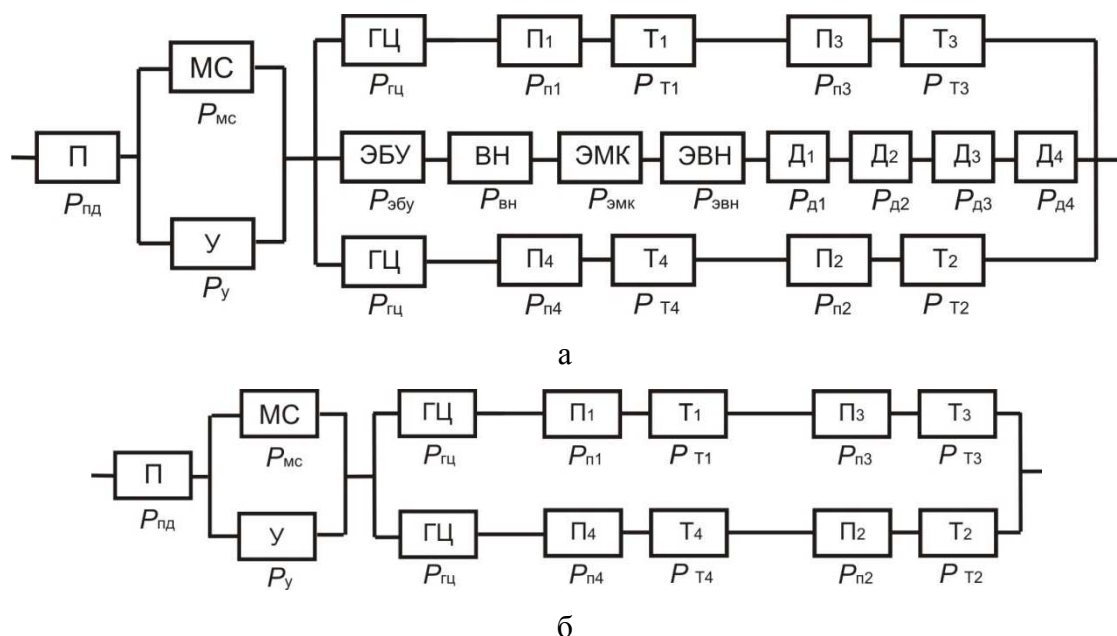 ГЦ П1 Т1 П3 Т3
Pгц Pп1 P Т1 Pп3 P Т3
МС
Pмс
П
Pпд
ЭБУ ВН ЭМК ЭВН Д1 Д2 Д3 Д4
Pэбу Pвн Pэмк Pэвн Pд1 Pд2 Pд3 Pд4
У
Pу
ГЦ П4 Т4 П2 Т2
Pгц Pп4 P Т4 Pп2 P Т2
а
МС ГЦ П1 Т1 П3 Т3
Pмс Pгц Pп1 P Т1 Pп3 P Т3
П
Pпд
У ГЦ П4 Т4 П2 Т2
Pу Pгц Pп4 P Т4 Pп2 P Т2
б